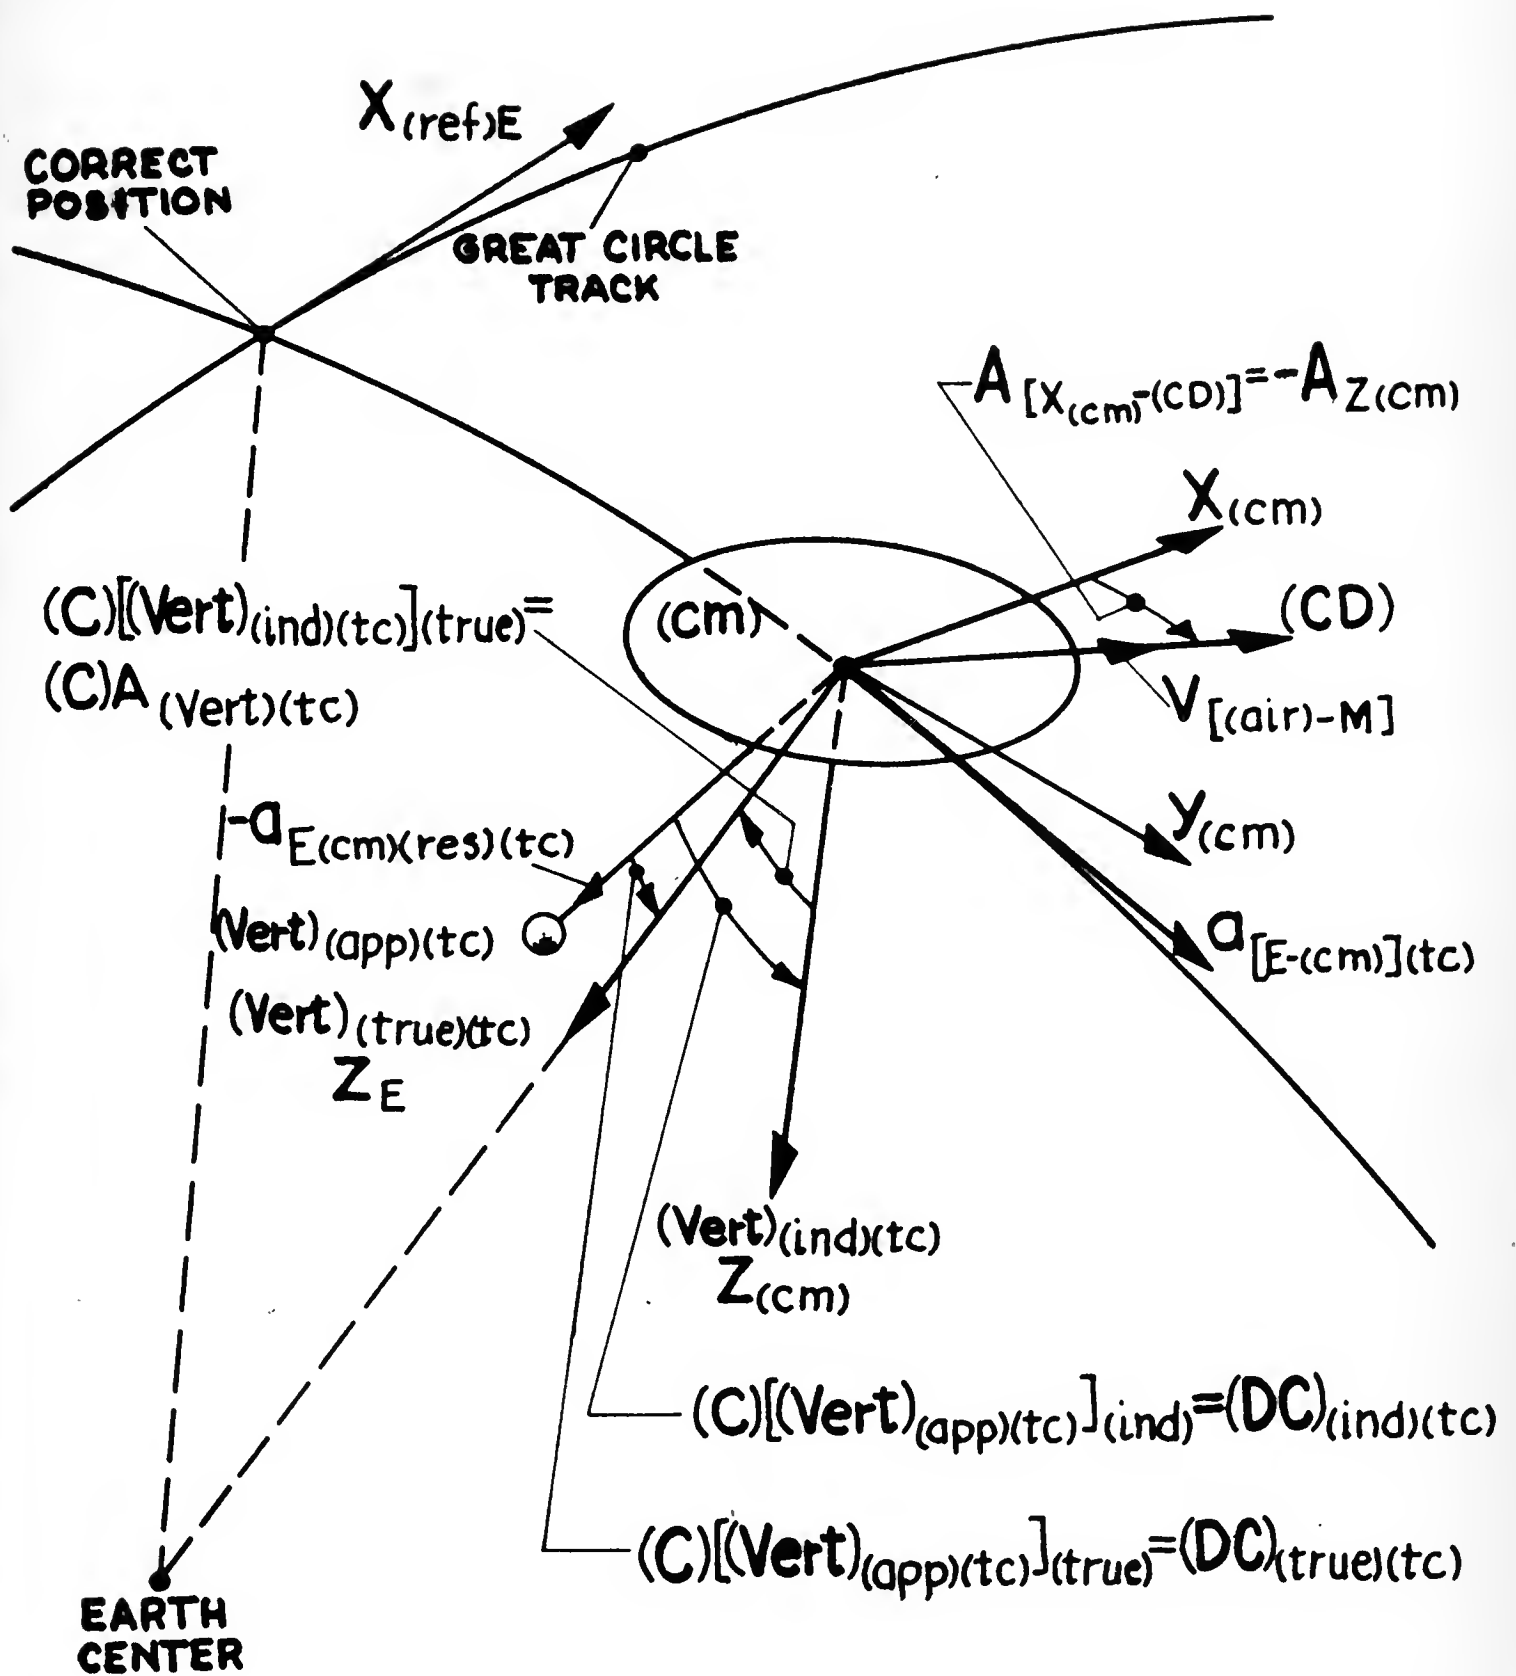 X(ref)E
CORRECT
POSITION
GREAT CIRCLE
TRACK
A[X(cm)-(CD)]=-AZ(cm)
X(cm)
(C)[(Vert)(ind)(tc)](true)=
(C)A(Vert)(tc)
(cm)
(CD)
V[(air)-M]
-aE(cm)(res)(tc)
y(cm)
(Vert)(app)(tc)
a[E-(cm)](tc)
(Vert)(true)(tc)
ZE
(Vert)(ind)(tc)
Z(cm)
(C)[(Vert)(app)(tc)](ind)=(DC)(ind)(tc)
(C)[(Vert)(app)(tc)](true)=(DC)(true)(tc)
EARTH
CENTER